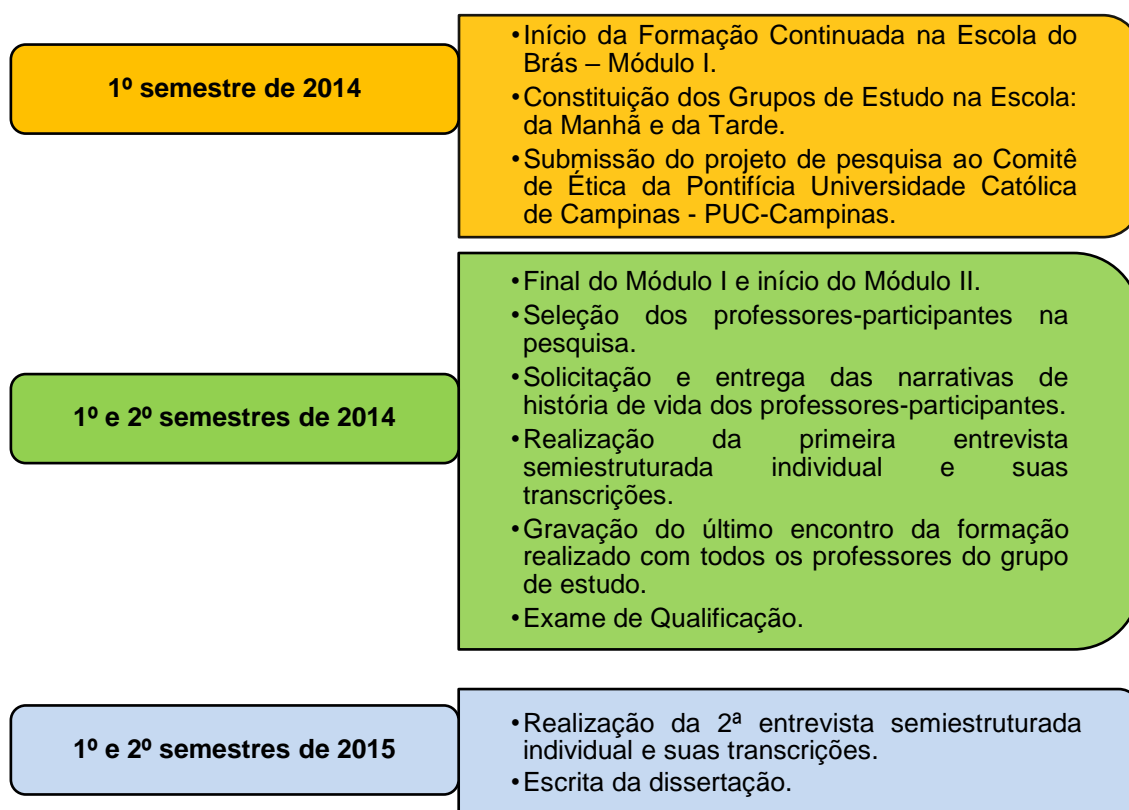 1º semestre de 2014
•Início da Formação Continuada na Escola do
Brás – Módulo I.
•Constituição dos Grupos de Estudo na Escola:
da Manhã e da Tarde.
•Submissão do projeto de pesquisa ao Comitê
de Ética da Pontifícia Universidade Católica
de Campinas - PUC-Campinas.
1º e 2º semestres de 2014
•Final do Módulo I e início do Módulo II.
•Seleção dos professores-participantes na
pesquisa.
•Solicitação e entrega das narrativas de
história de vida dos professores-participantes.
•Realização da primeira entrevista
semiestruturada individual e suas
transcrições.
•Gravação do último encontro da formação
realizado com todos os professores do grupo
de estudo.
•Exame de Qualificação.
1º e 2º semestres de 2015
•Realização da 2ª entrevista semiestruturada
individual e suas transcrições.
•Escrita da dissertação.